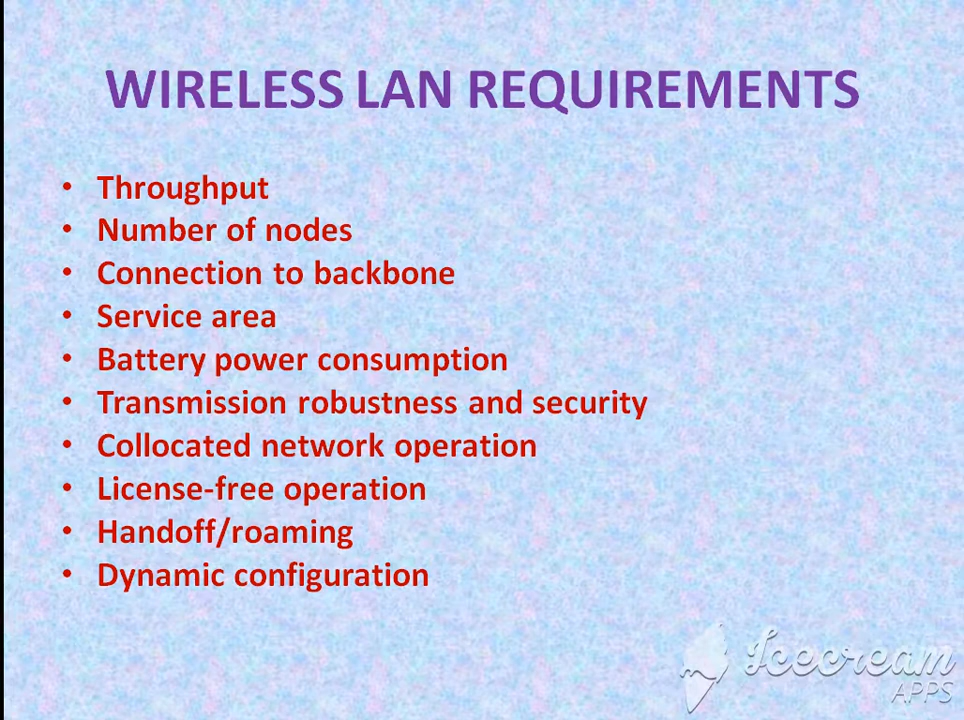 WIRELESS LAN REQUIREMENTS
• Throughput
• Number of nodes
• Connection to backbone
• Service area
• Battery power consumption
• Transmission robustness and security
• Collocated network operation
• License-free operation
• Handoff/roaming
• Dynamic configuration
Icecream
APPS